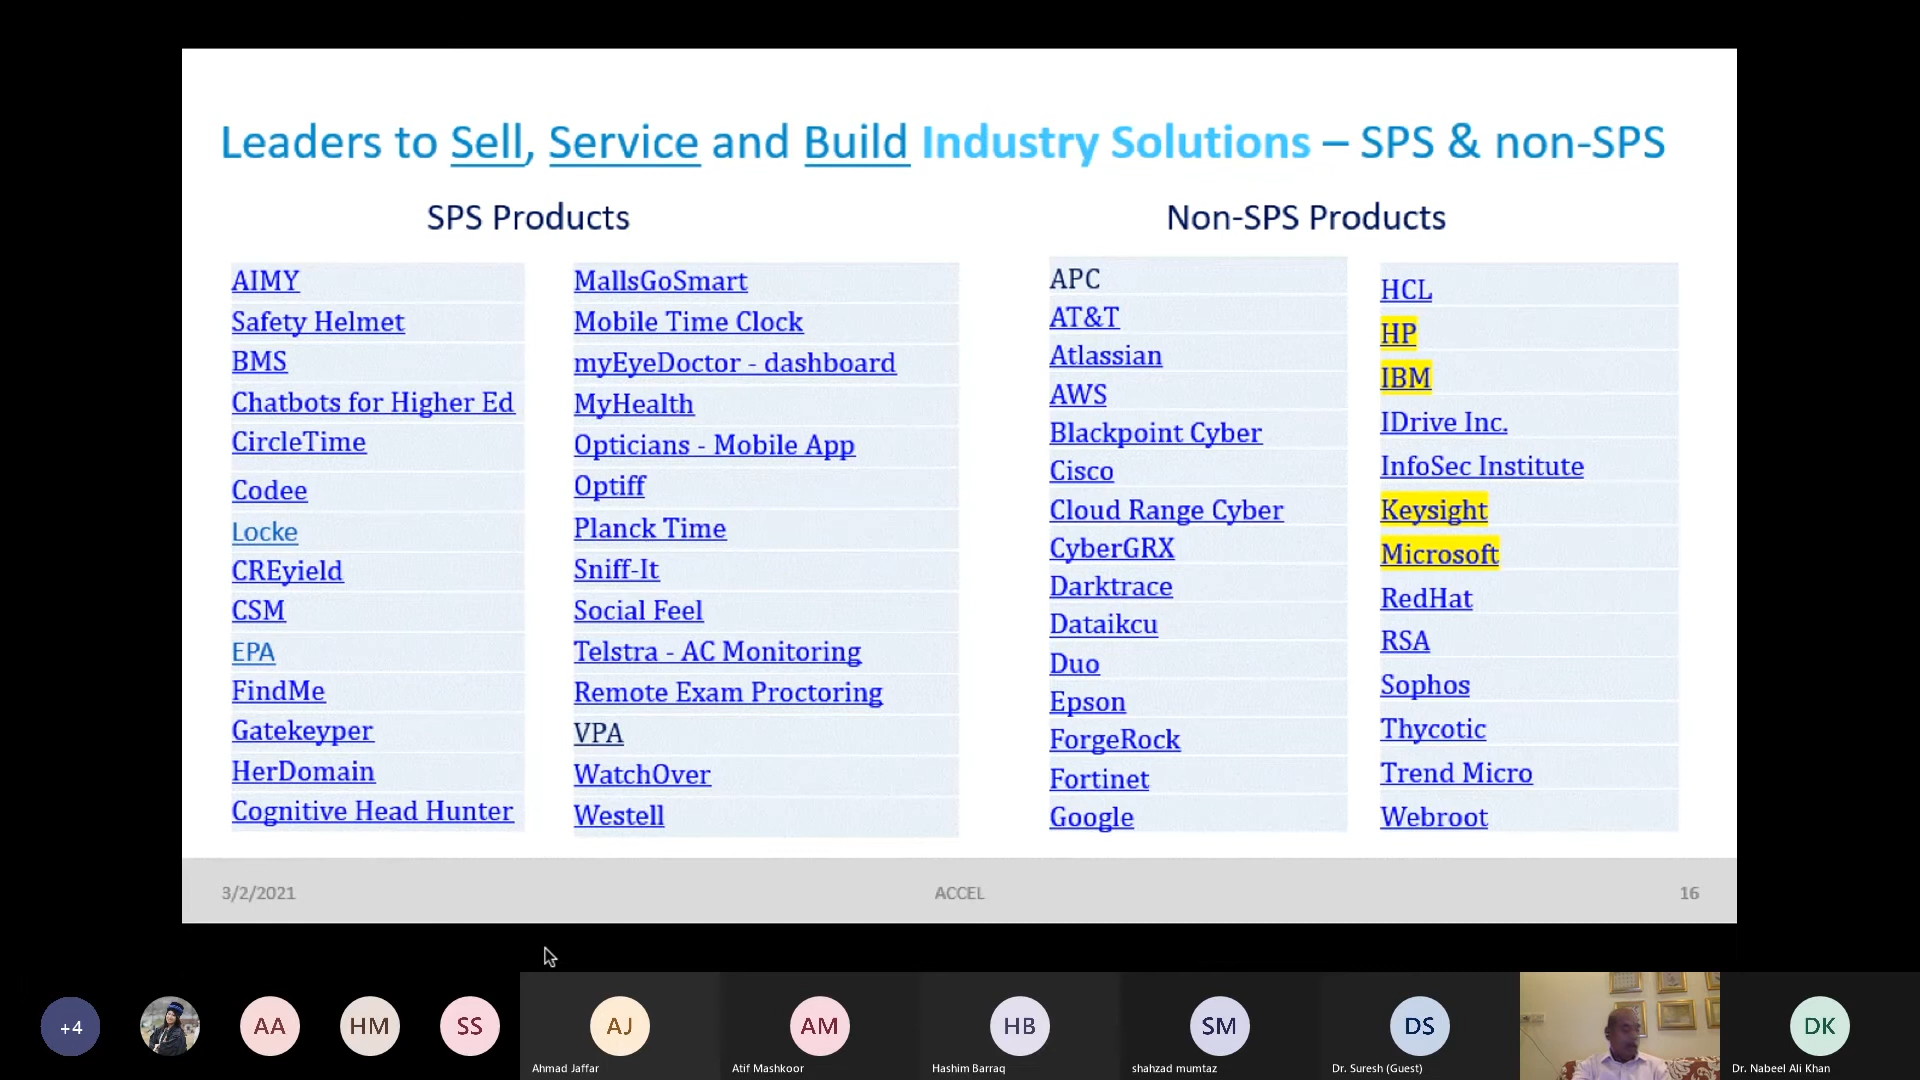 Leaders to Sell, Service and Build Industry Solutions – SPS & non-SPS
SPS Products
AIMY
Safety Helmet
BMS
Chatbots for Higher Ed
CircleTime
Codee
Locke
CREyield
CSM
EPA
FindMe
Gatekeyper
HerDomain
Cognitive Head Hunter
MallsGoSmart
Mobile Time Clock
myEyeDoctor - dashboard
MyHealth
Opticians - Mobile App
Optiff
Planck Time
Sniff-It
Social Feel
Telstra - AC Monitoring
Remote Exam Proctoring
VPA
WatchOver
Westell
Non-SPS Products
APC
AT&T
Atlassian
AWS
Blackpoint Cyber
Cisco
Cloud Range Cyber
CyberGRX
Darktrace
Dataikcu
Duo
Epson
ForgeRock
Fortinet
Google
HCL
HP
IBM
IDrive Inc.
InfoSec Institute
Keysight
Microsoft
RedHat
RSA
Sophos
Thycotic
Trend Micro
Webroot
3/2/2021
ACCEL
16
+4
AA
HM
SS
AJ
Ahmad Jaffar
AM
Atif Mashkoor
HB
Hashim Barraq
SM
shahzad mumtaz
DS
Dr. Suresh (Guest)
DK
Dr. Nabeel Ali Khan